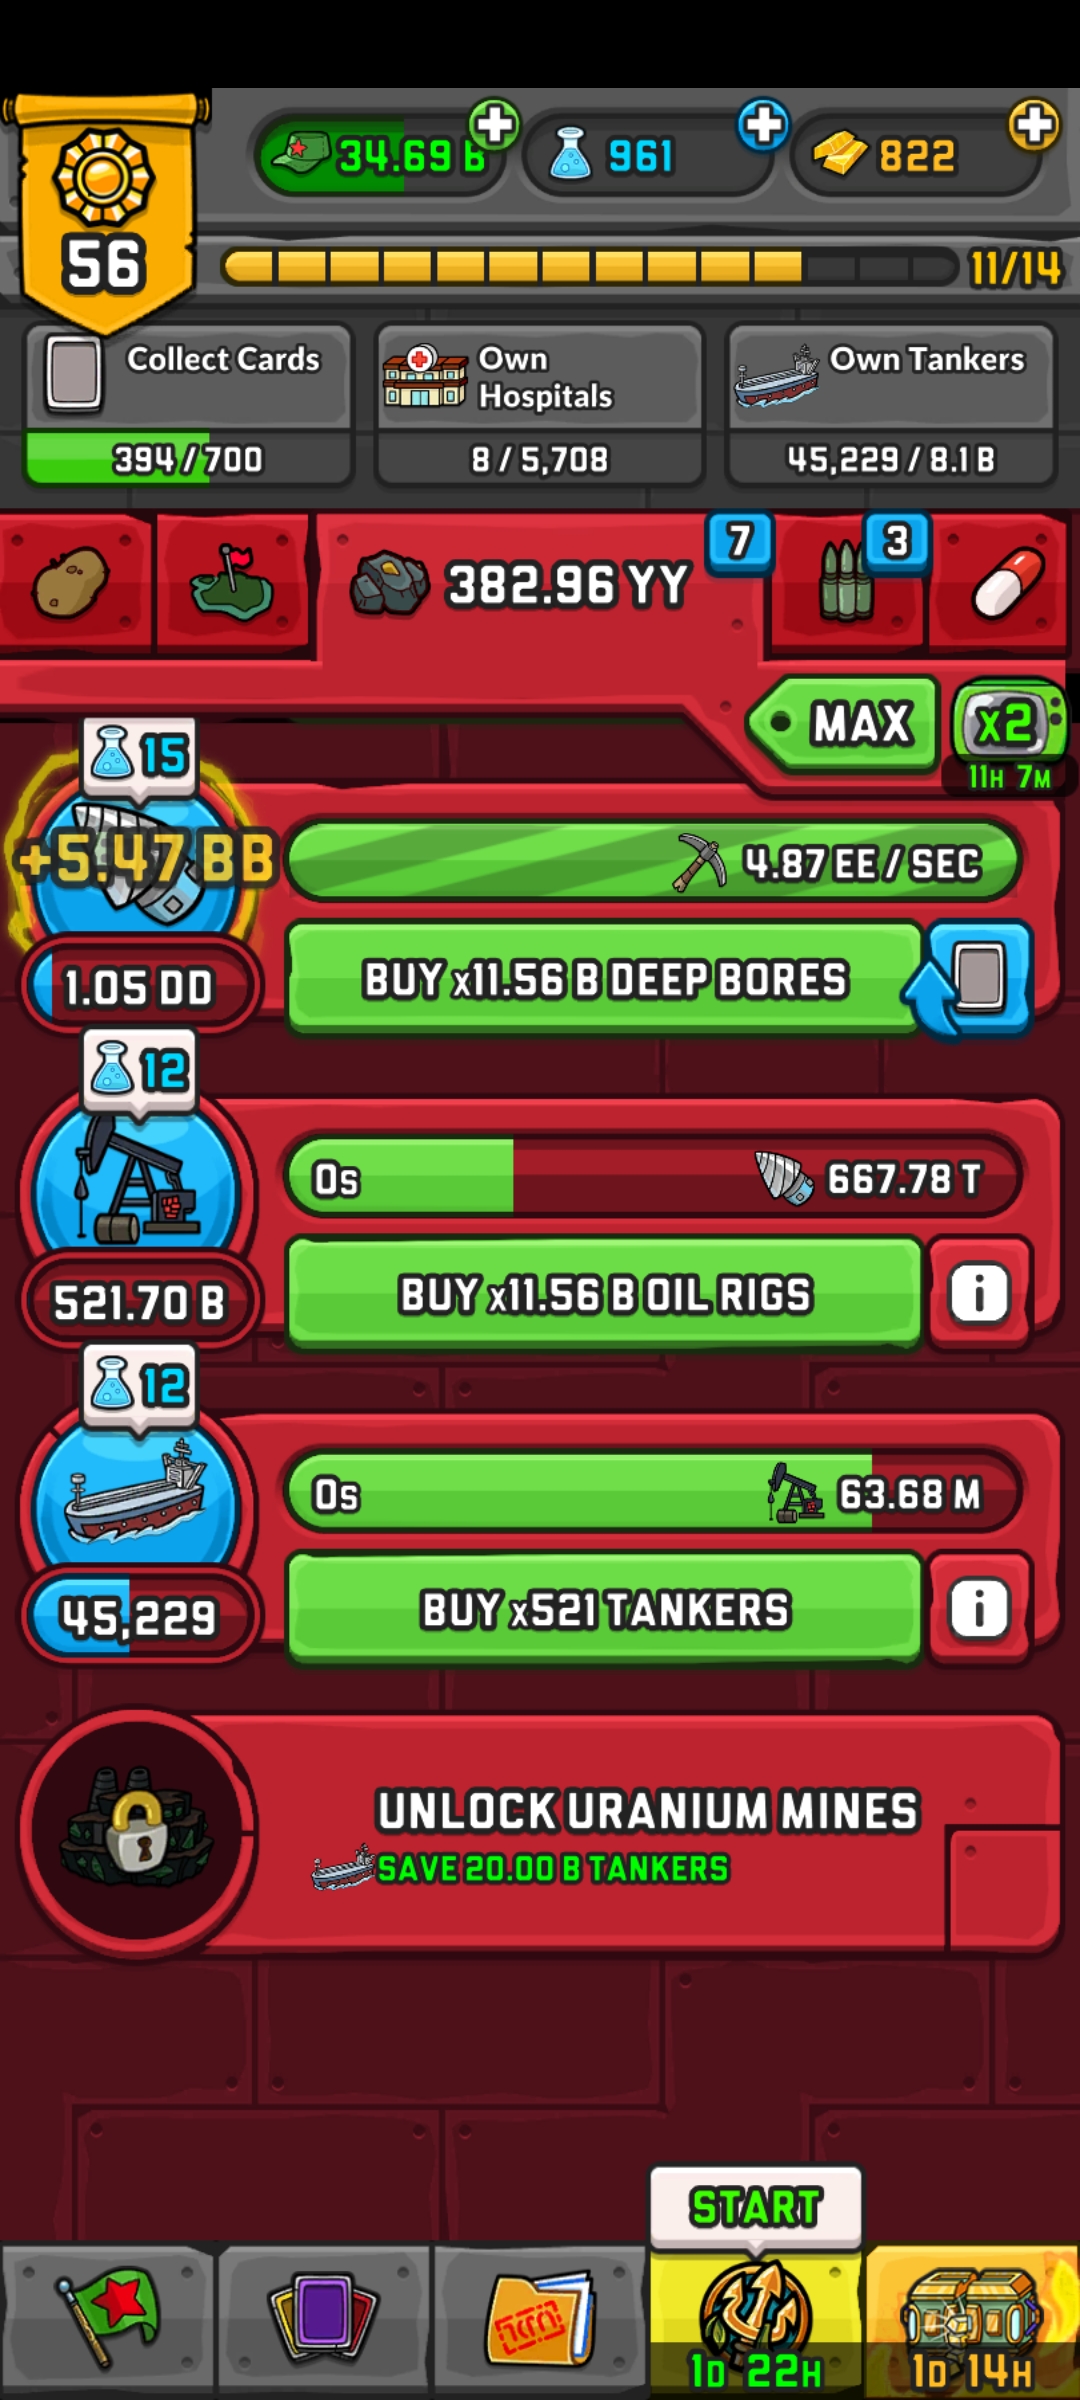 34.69 B
961
822
56
11/14
Collect Cards
394/700
Own
Hospitals
8/5,708
Own Tankers
45,229/8.1 B
382.96 YY
7
3
MAX
x2
11H 7M
15
+5.47 BB
4.87 EE / SEC
1.05 DD
BUY x11.56 B DEEP BORES
12
0s
667.78 T
521.70 B
BUY x11.56 B OIL RIGS
i
12
0s
63.68 M
45,229
BUY x521 TANKERS
i
UNLOCK URANIUM MINES
SAVE 20.00 B TANKERS
START
1D 22H
1D 14H